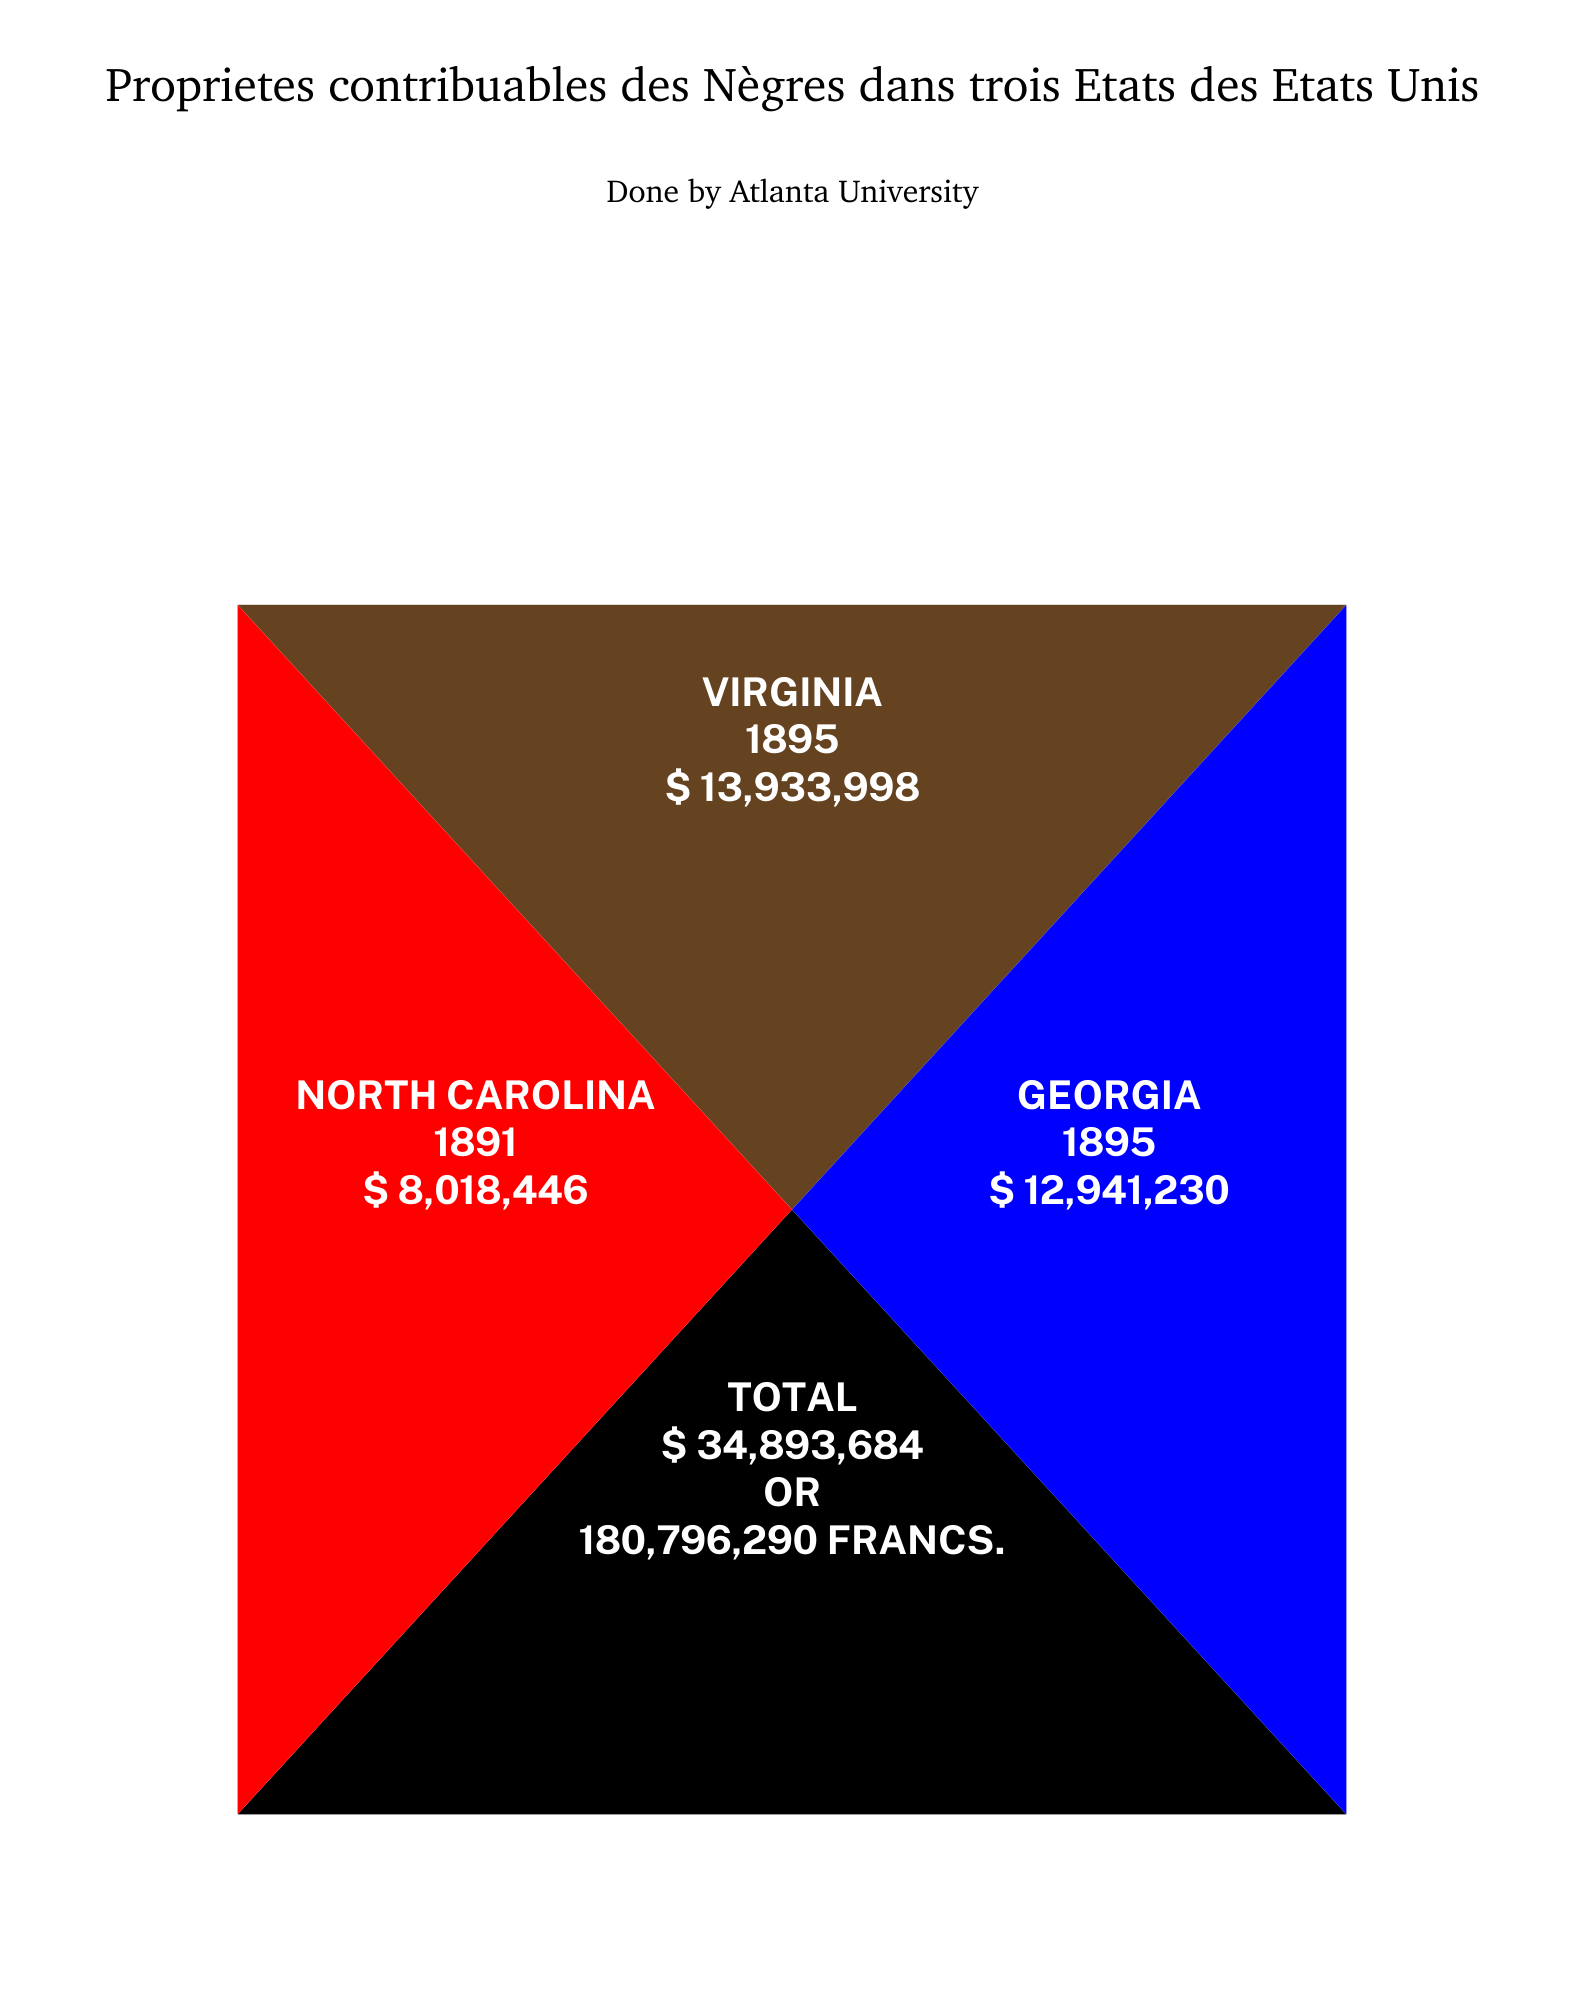 Proprietes contribuables des Nègres dans trois Etats des Etats Unis
Done by Atlanta University
VIRGINIA
1895
$ 13,933,998
NORTH CAROLINA
1891
$ 8,018,446
GEORGIA
1895
$ 12,941,230
TOTAL
$ 34,893,684
OR
180,796,290 FRANCS.